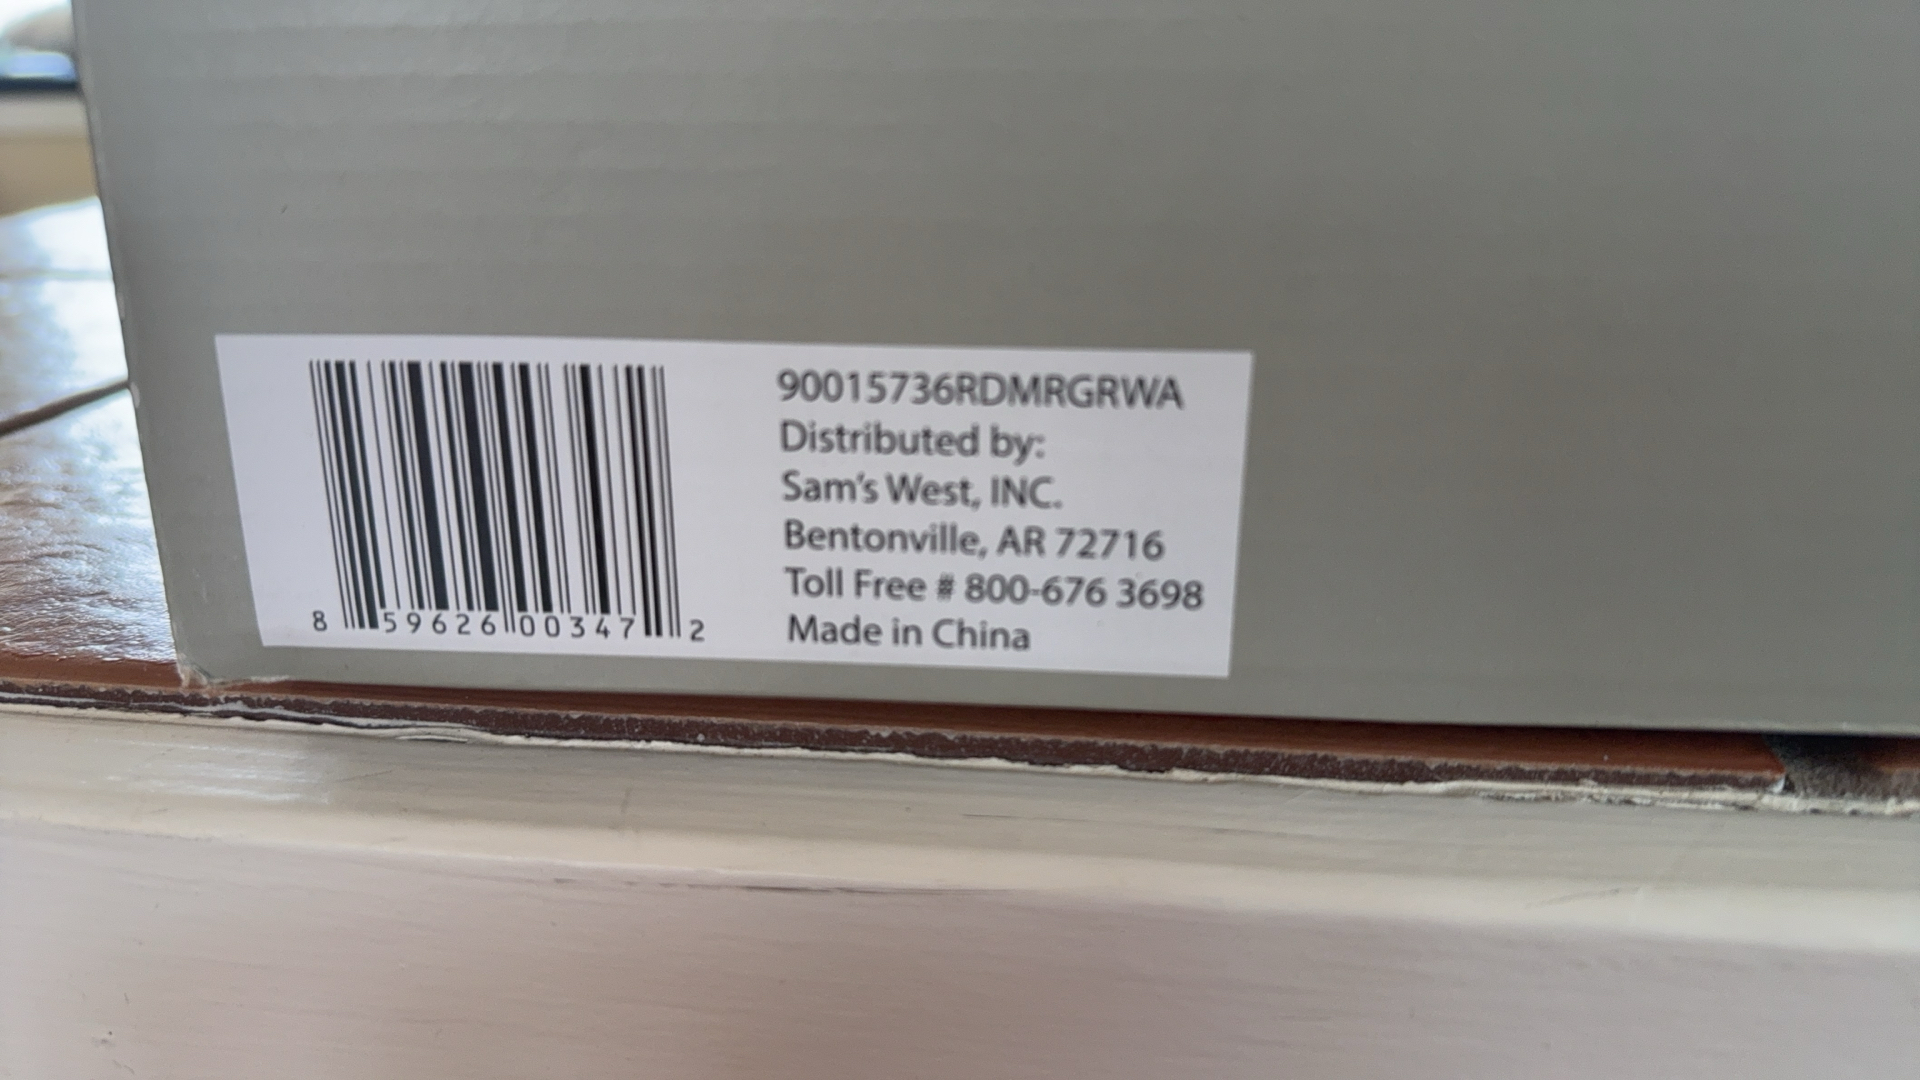 90015736RDMRGRWA
Distributed by:
Sam's West, INC.
Bentonville, AR 72716
Toll Free # 800-676 3698
Made in China
8 59626 00347 2